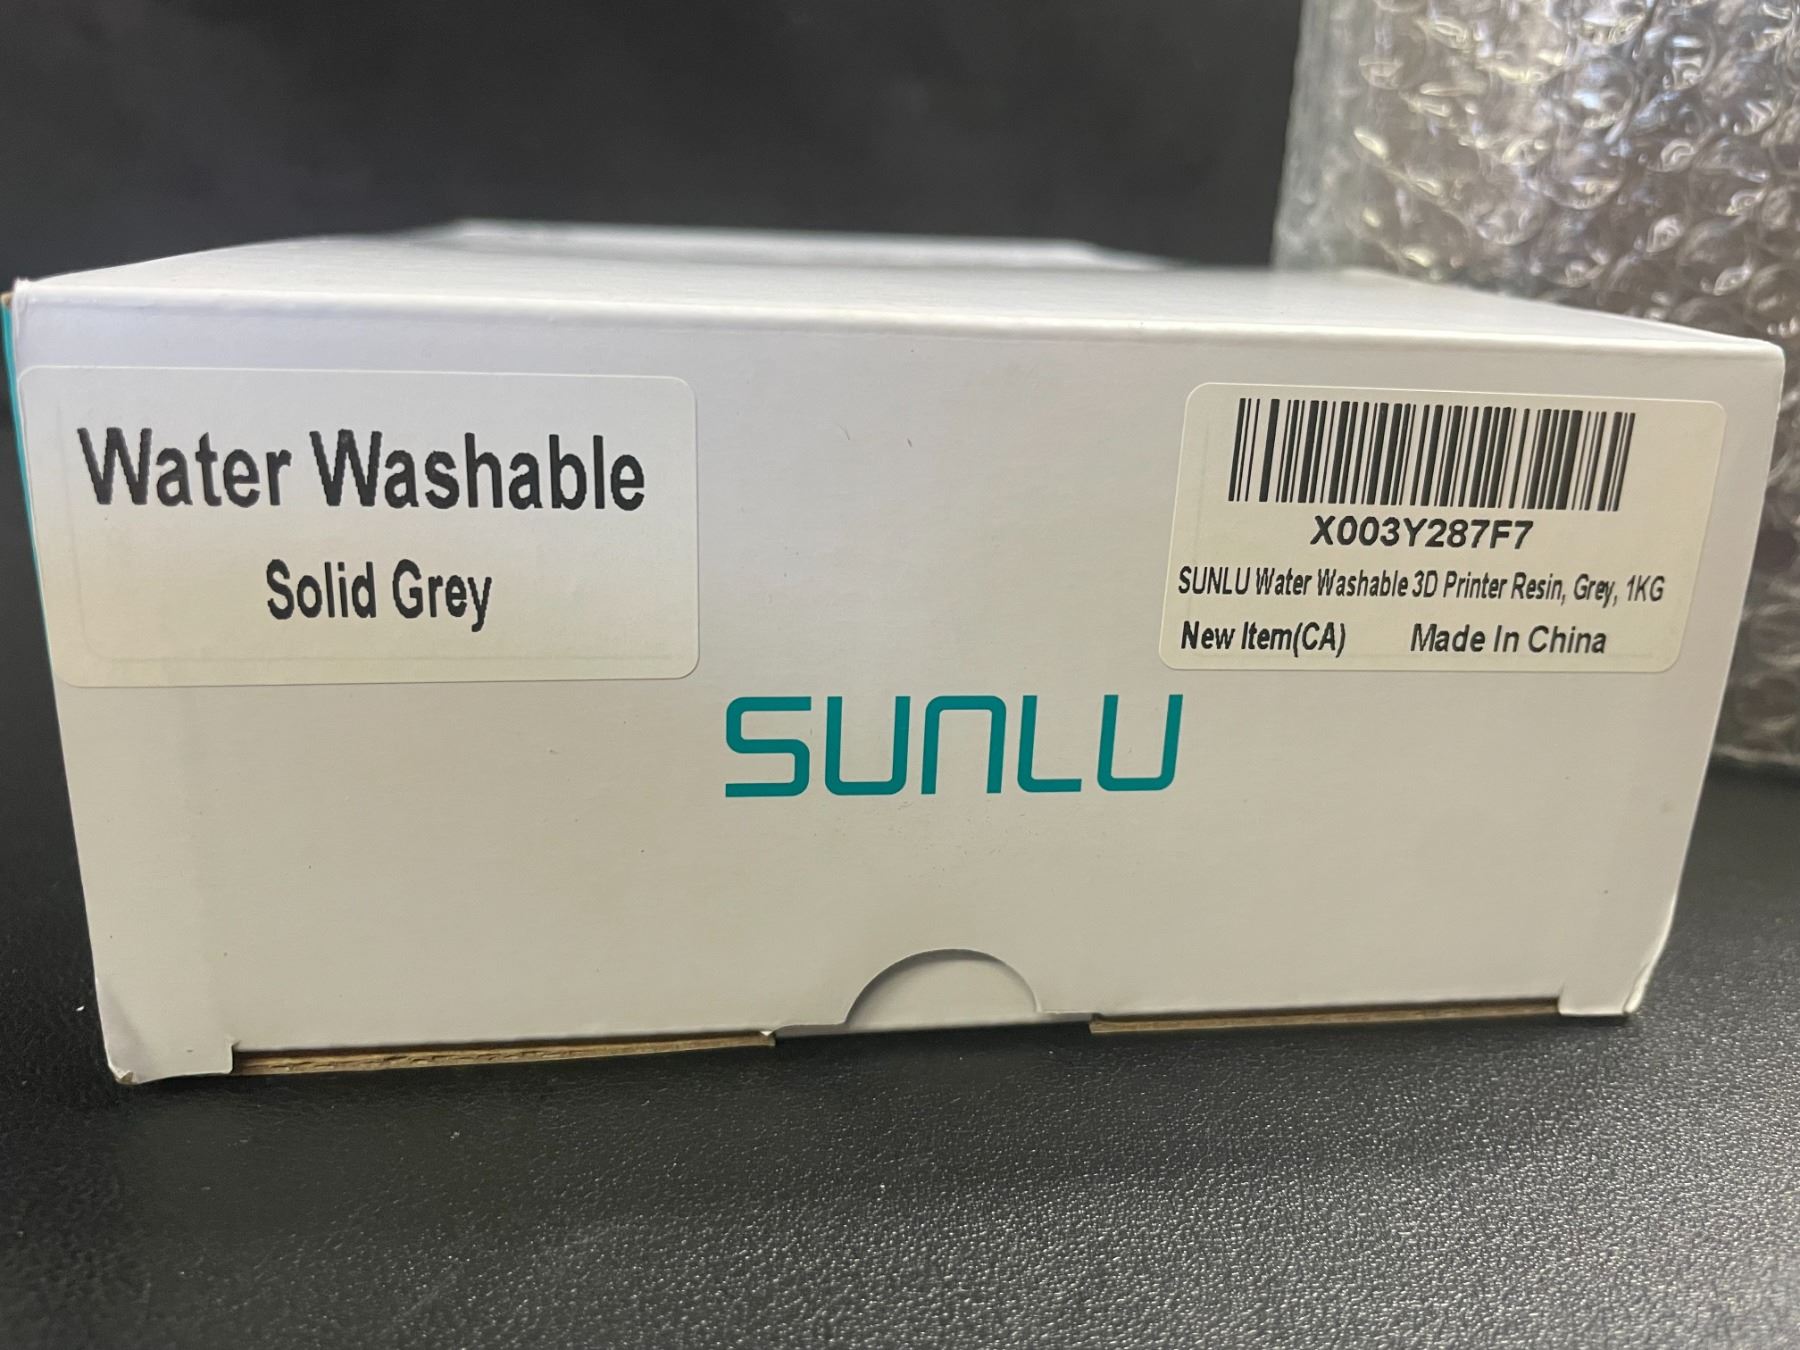 Water Washable
Solid Grey
X003Y287F7
SUNLU Water Washable 3D Printer Resin, Grey, 1KG
New Item(CA) Made In China
SUNLU